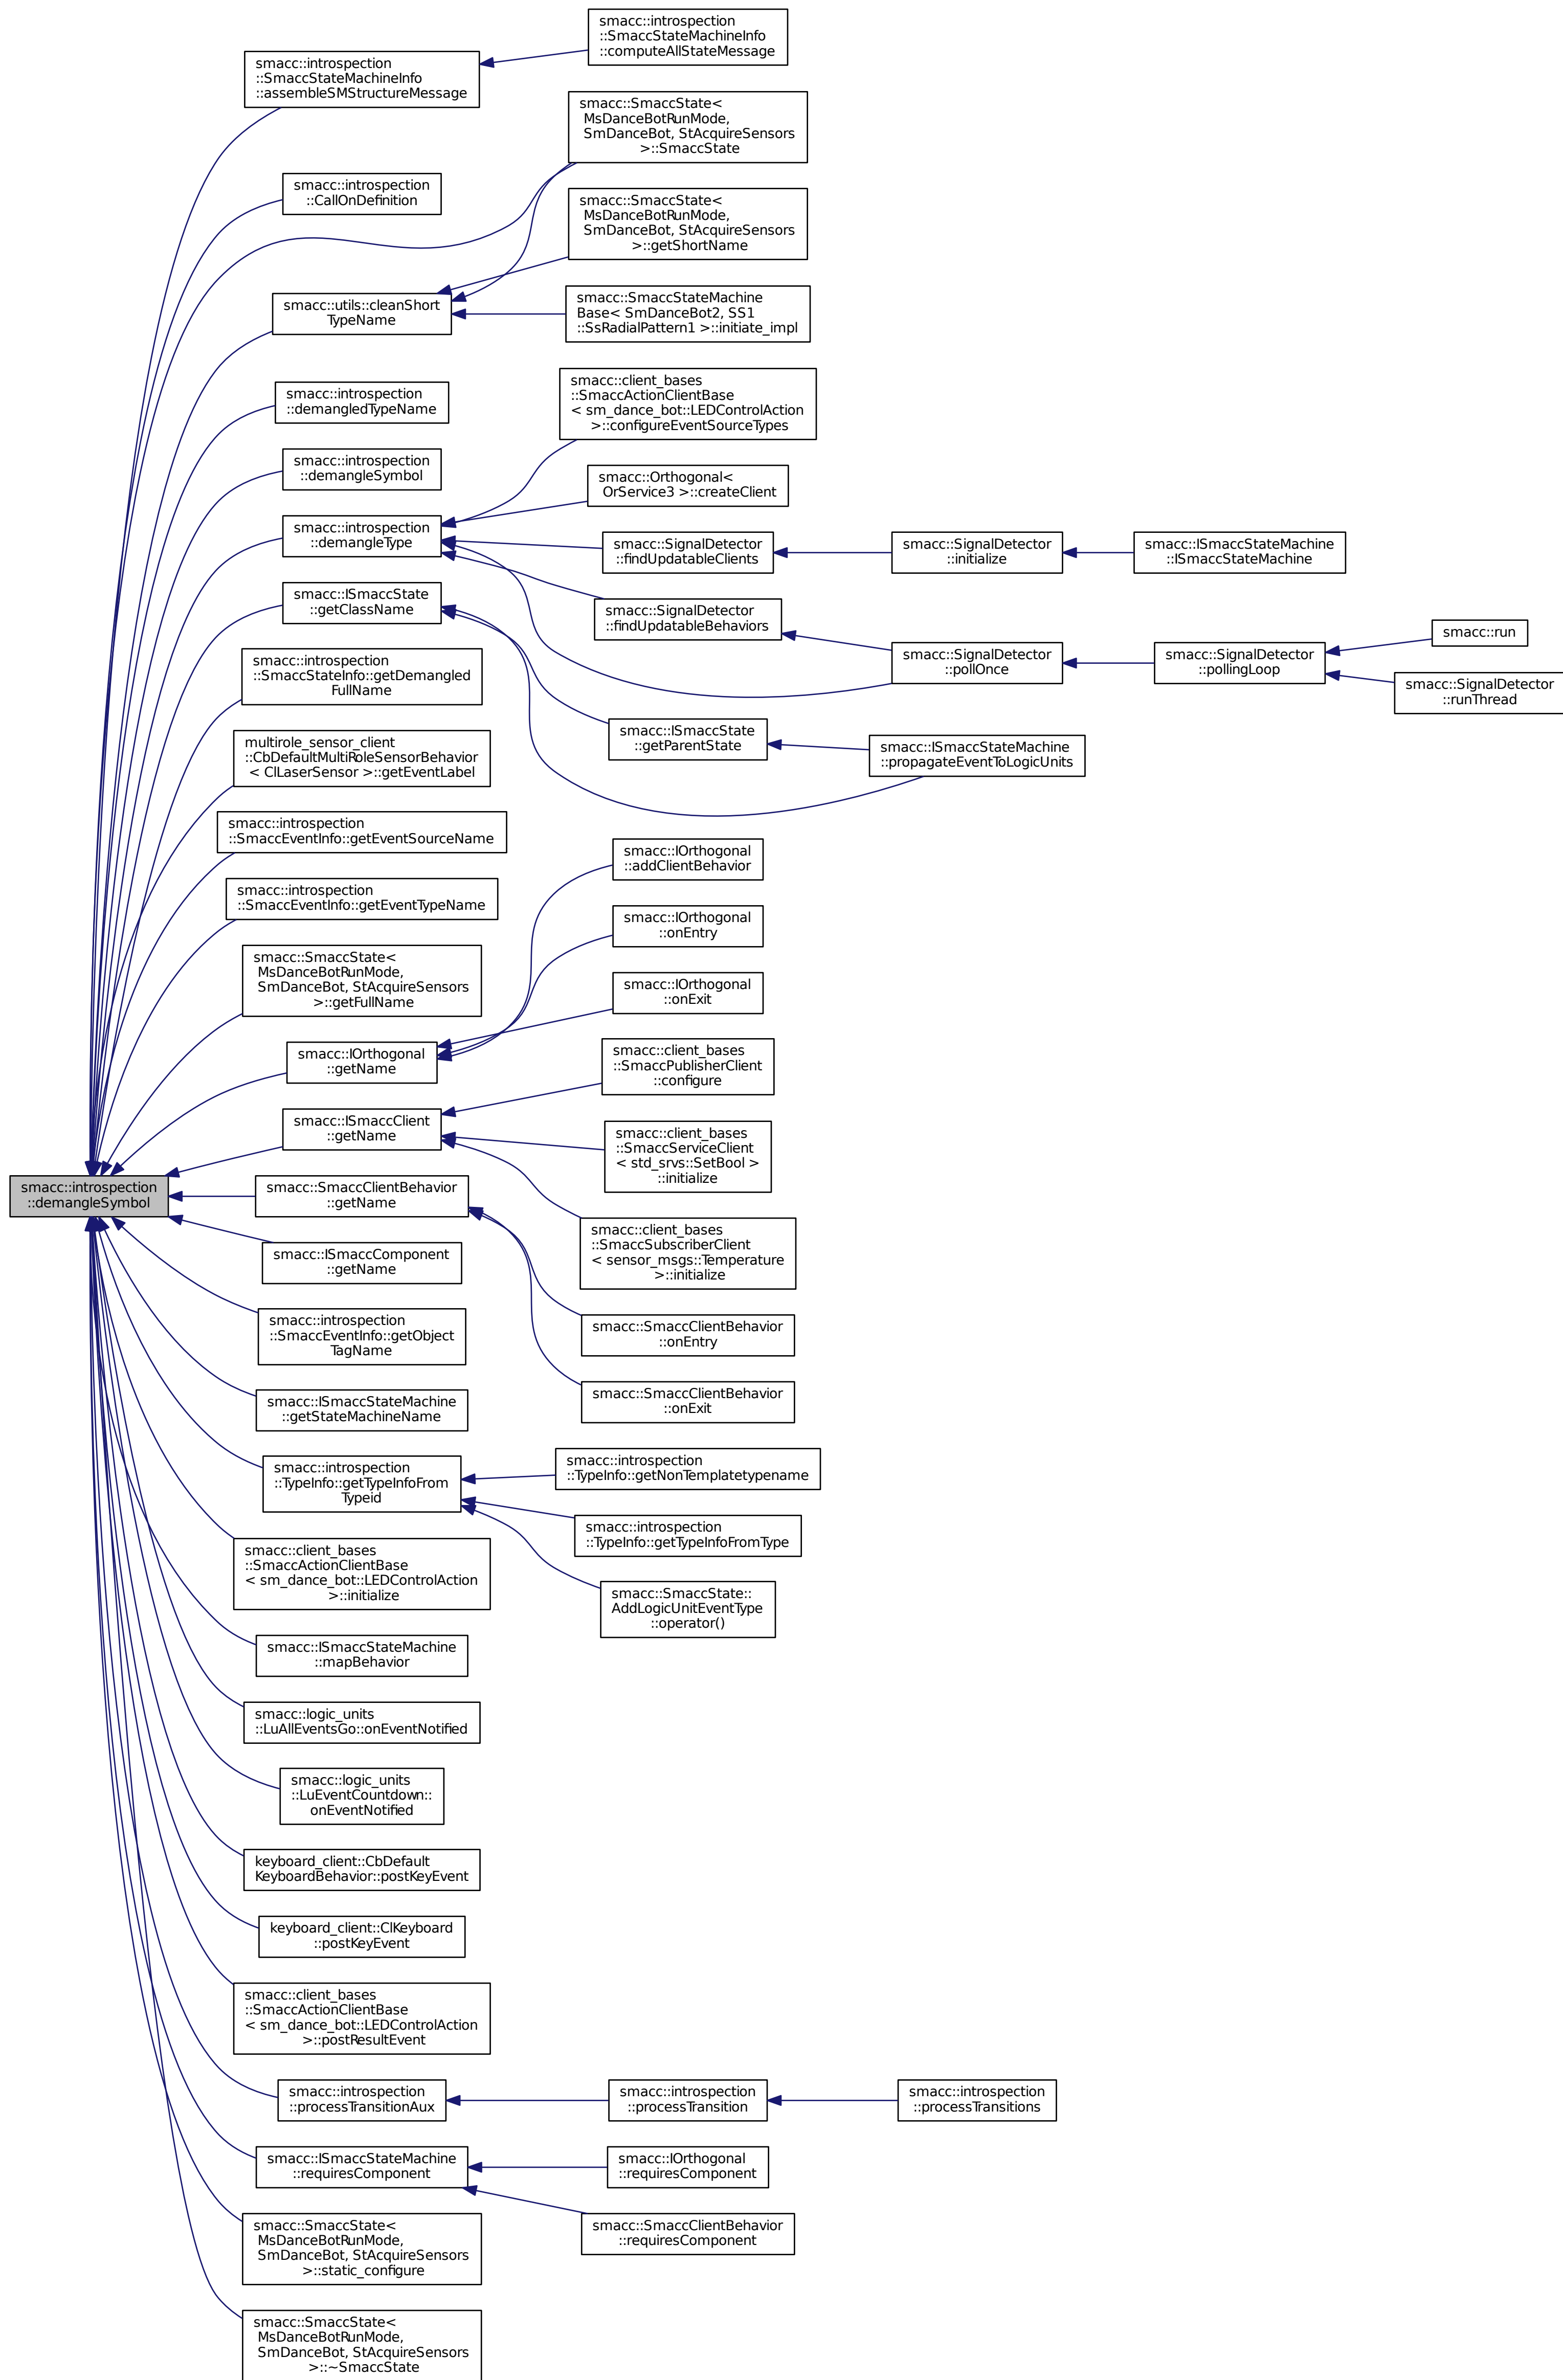 smacc::introspection
::demangleSymbol
smacc::introspection
::SmaccStateMachineInfo
::assembleSMStructureMessage
smacc::introspection
::SmaccStateMachineInfo
::computeAllStateMessage
smacc::introspection
::CallOnDefinition
smacc::SmaccState<
MsDanceBotRunMode,
SmDanceBot, StAcquireSensors
>::SmaccState
smacc::utils::cleanShort
TypeName
smacc::SmaccState<
MsDanceBotRunMode,
SmDanceBot, StAcquireSensors
>::getShortName
smacc::SmaccStateMachine
Base< SmDanceBot2, SS1
::SsRadialPattern1 >::initiate_impl
smacc::introspection
::demangledTypeName
smacc::introspection
::demangleSymbol
smacc::introspection
::demangleType
smacc::client_bases
::SmaccActionClientBase
< sm_dance_bot::LEDControlAction
>::configureEventSourceTypes
smacc::Orthogonal<
OrService3 >::createClient
smacc::SignalDetector
::findUpdatableClients
smacc::SignalDetector
::initialize
smacc::ISmaccStateMachine
::ISmaccStateMachine
smacc::SignalDetector
::findUpdatableBehaviors
smacc::SignalDetector
::pollOnce
smacc::SignalDetector
::pollingLoop
smacc::run
smacc::SignalDetector
::runThread
smacc::ISmaccState
::getClassName
smacc::ISmaccState
::getParentState
smacc::ISmaccStateMachine
::propagateEventToLogicUnits
smacc::introspection
::SmaccStateInfo::getDemangled
FullName
multirole_sensor_client
::CbDefaultMultiRoleSensorBehavior
< ClLaserSensor >::getEventLabel
smacc::introspection
::SmaccEventInfo::getEventSourceName
smacc::introspection
::SmaccEventInfo::getEventTypeName
smacc::SmaccState<
MsDanceBotRunMode,
SmDanceBot, StAcquireSensors
>::getFullName
smacc::IOrthogonal
::getName
smacc::IOrthogonal
::addClientBehavior
smacc::IOrthogonal
::onEntry
smacc::IOrthogonal
::onExit
smacc::ISmaccClient
::getName
smacc::client_bases
::SmaccPublisherClient
::configure
smacc::client_bases
::SmaccServiceClient
< std_srvs::SetBool >
::initialize
smacc::client_bases
::SmaccSubscriberClient
< sensor_msgs::Temperature
>::initialize
smacc::SmaccClientBehavior
::getName
smacc::SmaccClientBehavior
::onEntry
smacc::SmaccClientBehavior
::onExit
smacc::ISmaccComponent
::getName
smacc::introspection
::SmaccEventInfo::getObject
TagName
smacc::ISmaccStateMachine
::getStateMachineName
smacc::introspection
::TypeInfo::getTypeInfoFrom
Typeid
smacc::introspection
::TypeInfo::getNonTemplatetypename
smacc::introspection
::TypeInfo::getTypeInfoFromType
smacc::SmaccState::
AddLogicUnitEventType
::operator()
smacc::client_bases
::SmaccActionClientBase
< sm_dance_bot::LEDControlAction
>::initialize
smacc::ISmaccStateMachine
::mapBehavior
smacc::logic_units
::LuAllEventsGo::onEventNotified
smacc::logic_units
::LuEventCountdown::
onEventNotified
keyboard_client::CbDefault
KeyboardBehavior::postKeyEvent
keyboard_client::ClKeyboard
::postKeyEvent
smacc::client_bases
::SmaccActionClientBase
< sm_dance_bot::LEDControlAction
>::postResultEvent
smacc::introspection
::processTransitionAux
smacc::introspection
::processTransition
smacc::introspection
::processTransitions
smacc::ISmaccStateMachine
::requiresComponent
smacc::IOrthogonal
::requiresComponent
smacc::SmaccClientBehavior
::requiresComponent
smacc::SmaccState<
MsDanceBotRunMode,
SmDanceBot, StAcquireSensors
>::static_configure
smacc::SmaccState<
MsDanceBotRunMode,
SmDanceBot, StAcquireSensors
>::~SmaccState